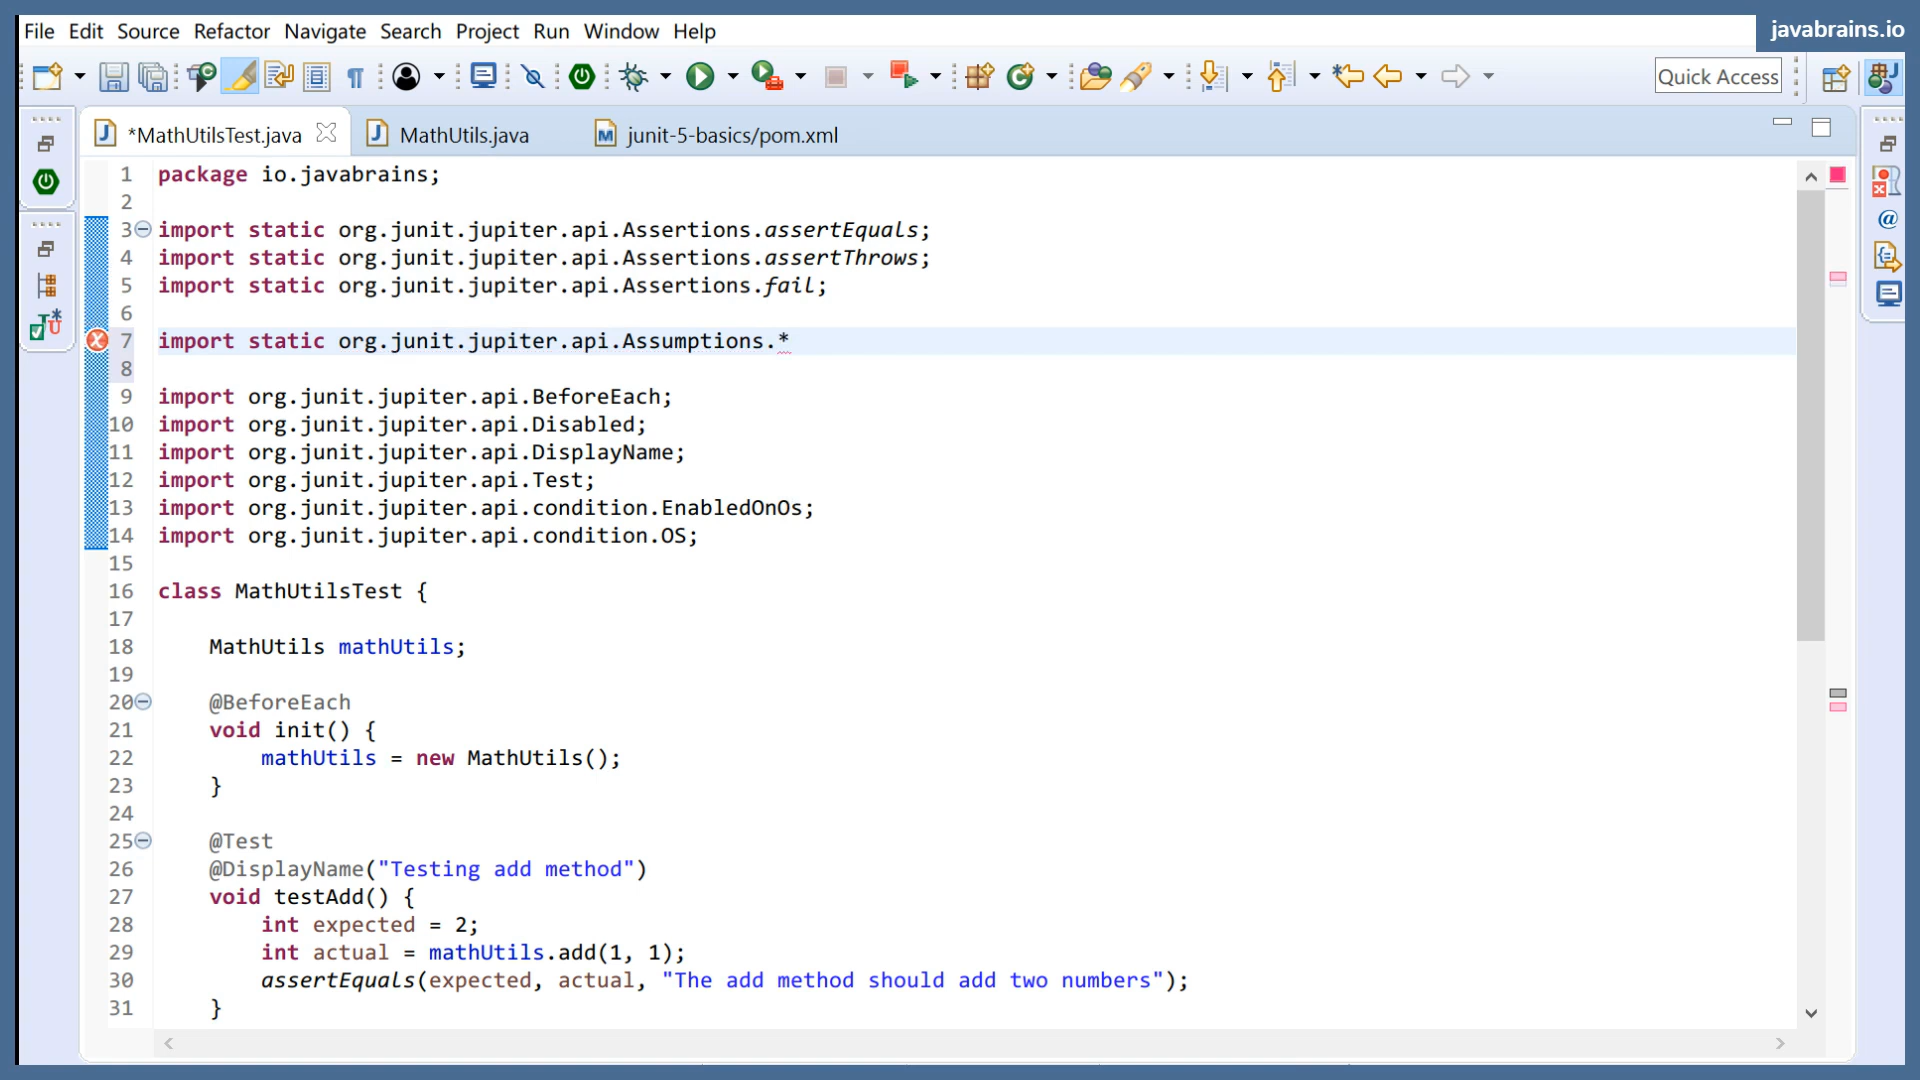 javabrains.io
File Edit Source Refactor Navigate Search Project Run Window Help
Quick Access
*MathUtilsTest.java MathUtils.java junit-5-basics/pom.xml
1 package io.javabrains;
2
3 import static org.junit.jupiter.api.Assertions.assertEquals;
4 import static org.junit.jupiter.api.Assertions.assertThrows;
5 import static org.junit.jupiter.api.Assertions.fail;
6
7 import static org.junit.jupiter.api.Assumptions.*
8
9 import org.junit.jupiter.api.BeforeEach;
10 import org.junit.jupiter.api.Disabled;
11 import org.junit.jupiter.api.DisplayName;
12 import org.junit.jupiter.api.Test;
13 import org.junit.jupiter.api.condition.EnabledOnOs;
14 import org.junit.jupiter.api.condition.OS;
15
16 class MathUtilsTest {
17
18     MathUtils mathUtils;
19
20     @BeforeEach
21     void init() {
22         mathUtils = new MathUtils();
23     }
24
25     @Test
26     @DisplayName("Testing add method")
27     void testAdd() {
28         int expected = 2;
29         int actual = mathUtils.add(1, 1);
30         assertEquals(expected, actual, "The add method should add two numbers");
31     }